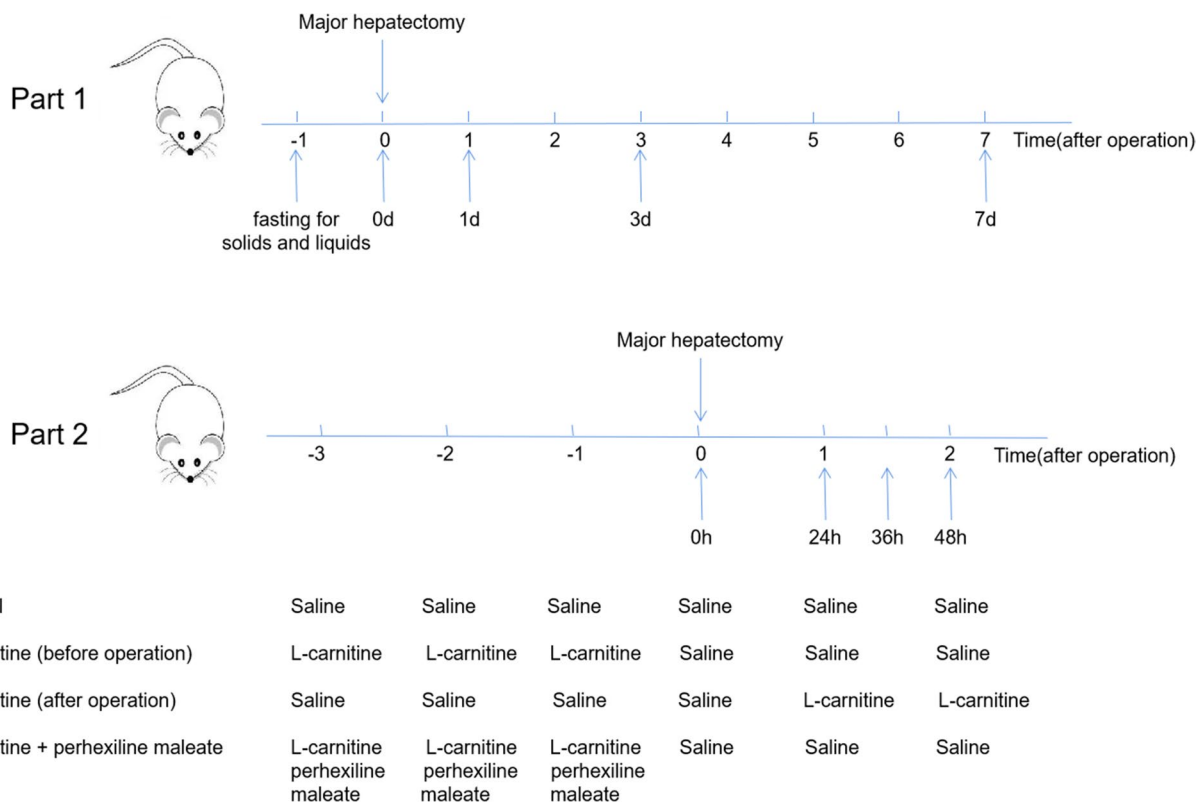 Major hepatectomy
Part 1
-1 0 1 2 3 4 5 6 7 Time(after operation)
fasting for 0d 1d 3d 7d
solids and liquids
Major hepatectomy
Part 2
-3 -2 -1 0 1 2 Time(after operation)
0h 24h 36h 48h
Saline Saline Saline Saline Saline Saline
(before operation) L-carnitine L-carnitine L-carnitine Saline Saline Saline
(after operation) Saline Saline Saline Saline L-carnitine L-carnitine
+ perhexiline maleate L-carnitine L-carnitine L-carnitine Saline Saline Saline
perhexiline perhexiline perhexiline
maleate maleate maleate